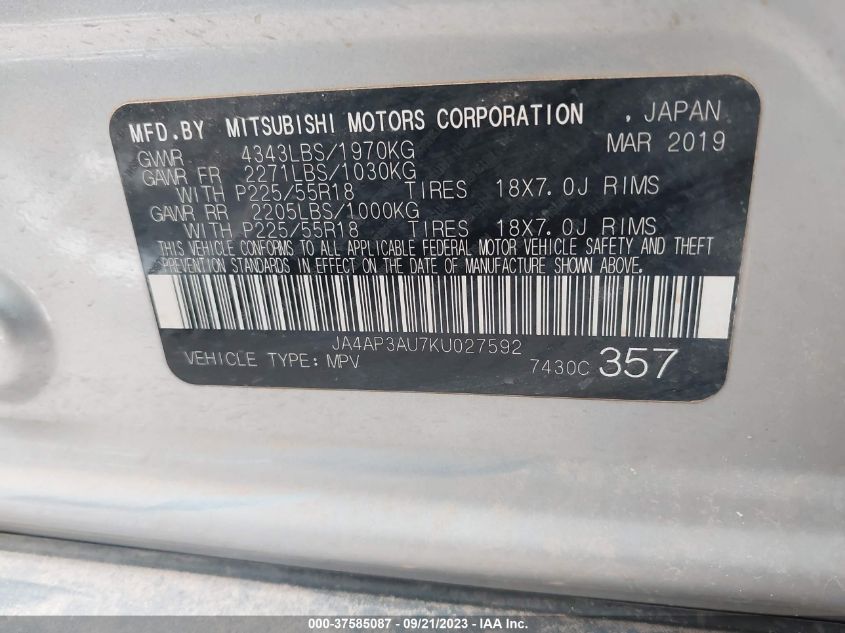 MFD.BY MITSUBISHI MOTORS CORPORATION , JAPAN
GVWR 4343LBS/1970KG MAR 2019
GAWR FR 2271LBS/1030KG
WITH P225/55R18 TIRES 18X7.0J RIMS
GAWR RR 2205LBS/1000KG
WITH P225/55R18 TIRES 18X7.0J RIMS
THIS VEHICLE CONFORMS TO ALL APPLICABLE FEDERAL MOTOR VEHICLE SAFETY AND THEFT
PREVENTION STANDARDS IN EFFECT ON THE DATE OF MANUFACTURE SHOWN ABOVE.
JA4AP3AU7KU027592
VEHICLE TYPE: MPV 7430C 357
000-37585087 - 09/21/2023 - IAA Inc.